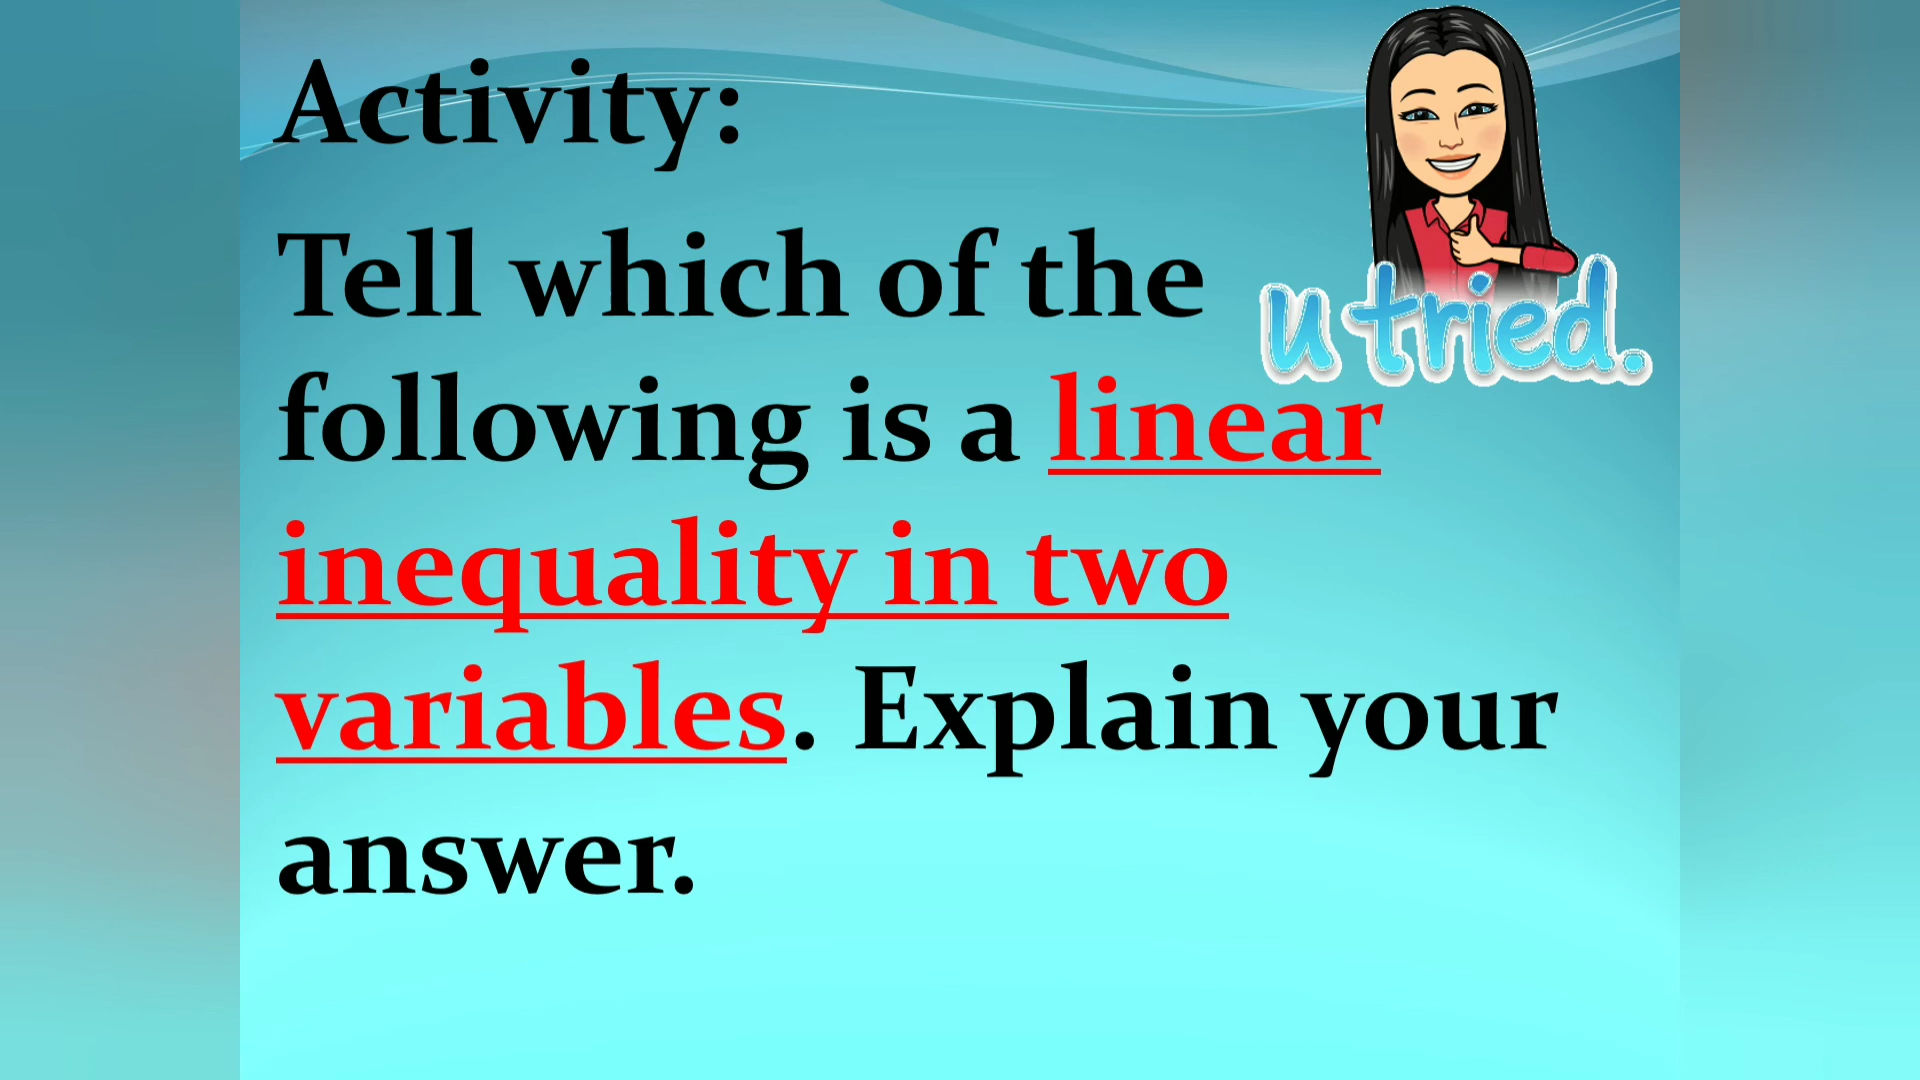 Activity:
Tell which of the
u tried.
following is a linear
inequality in two
variables. Explain your
answer.